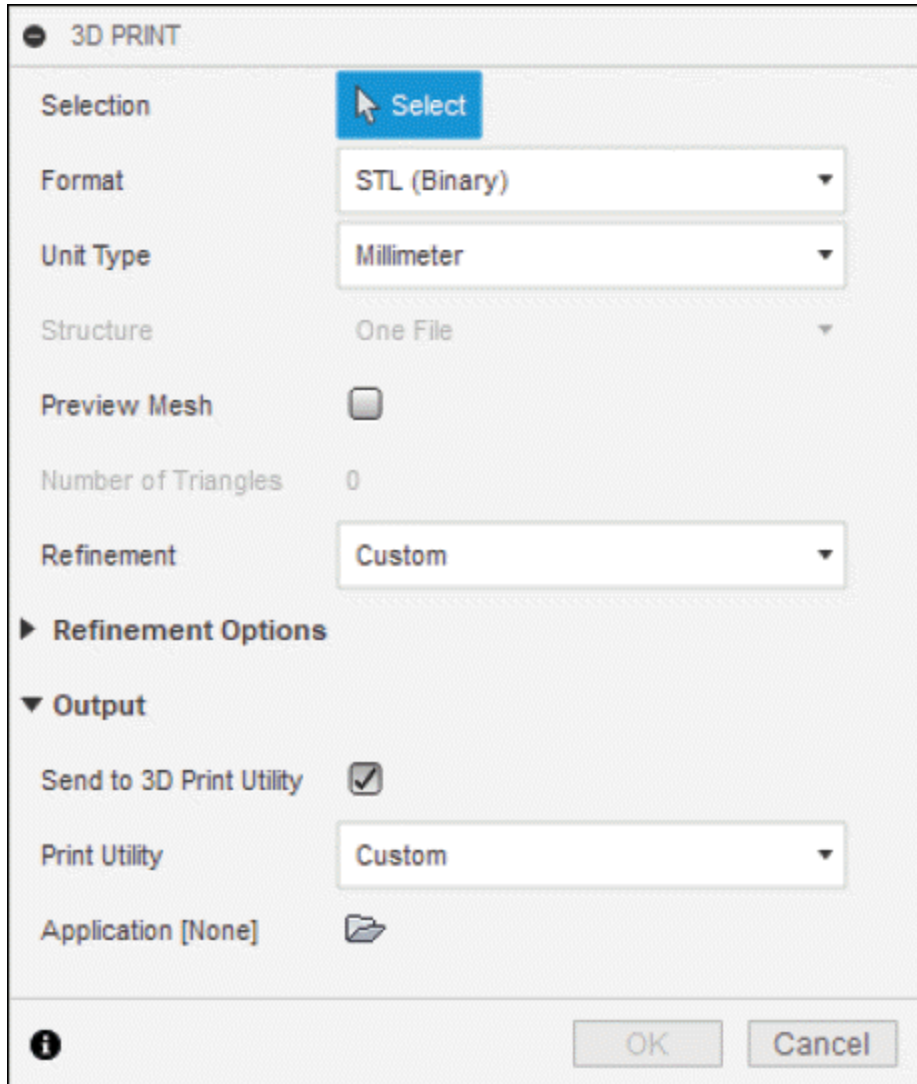 3D PRINT
Selection Select
Format STL (Binary)
Unit Type Millimeter
Structure One File
Preview Mesh
Number of Triangles 0
Refinement Custom
Refinement Options
Output
Send to 3D Print Utility
Print Utility Custom
Application [None]
OK Cancel